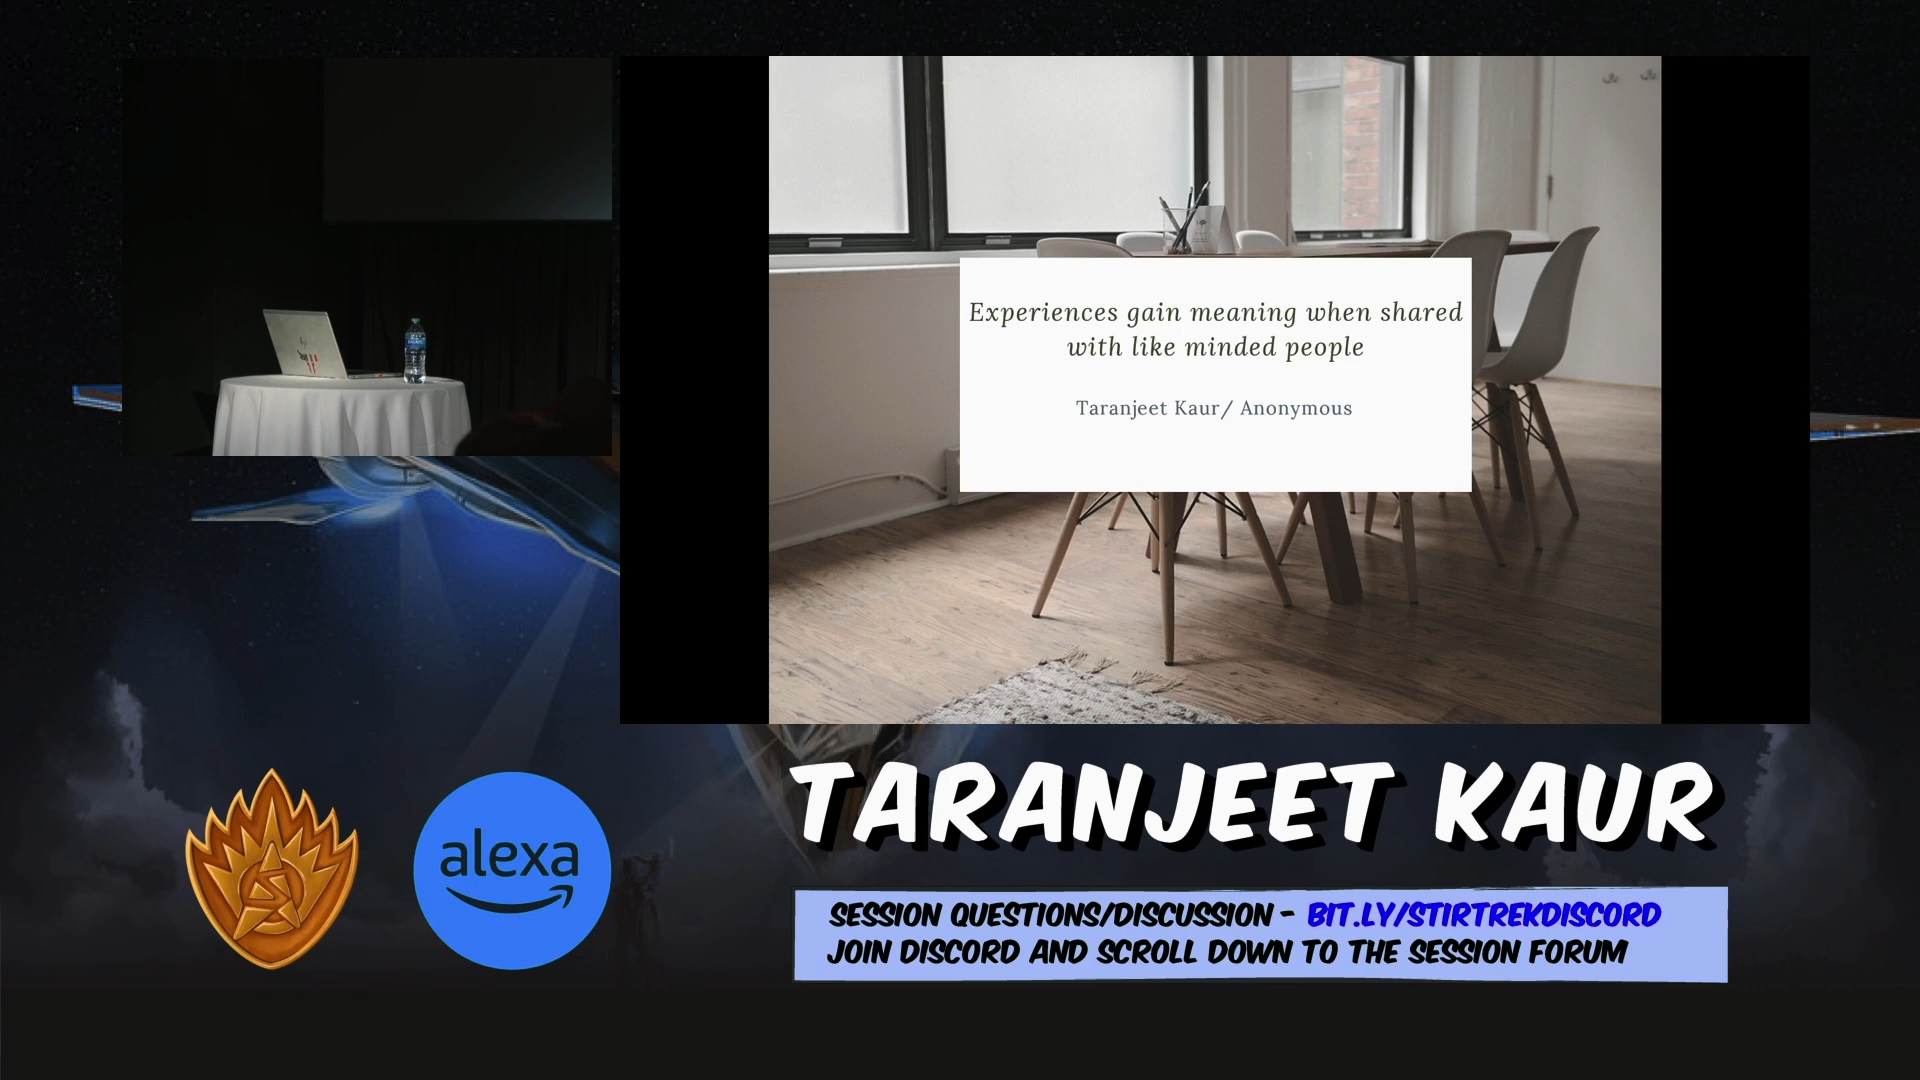 Experiences gain meaning when shared
with like minded people
Taranjeet Kaur/ Anonymous
TARANJEET KAUR
alexa
SESSION QUESTIONS/DISCUSSION - BIT.LY/STIRTREKDISCORD
JOIN DISCORD AND SCROLL DOWN TO THE SESSION FORUM